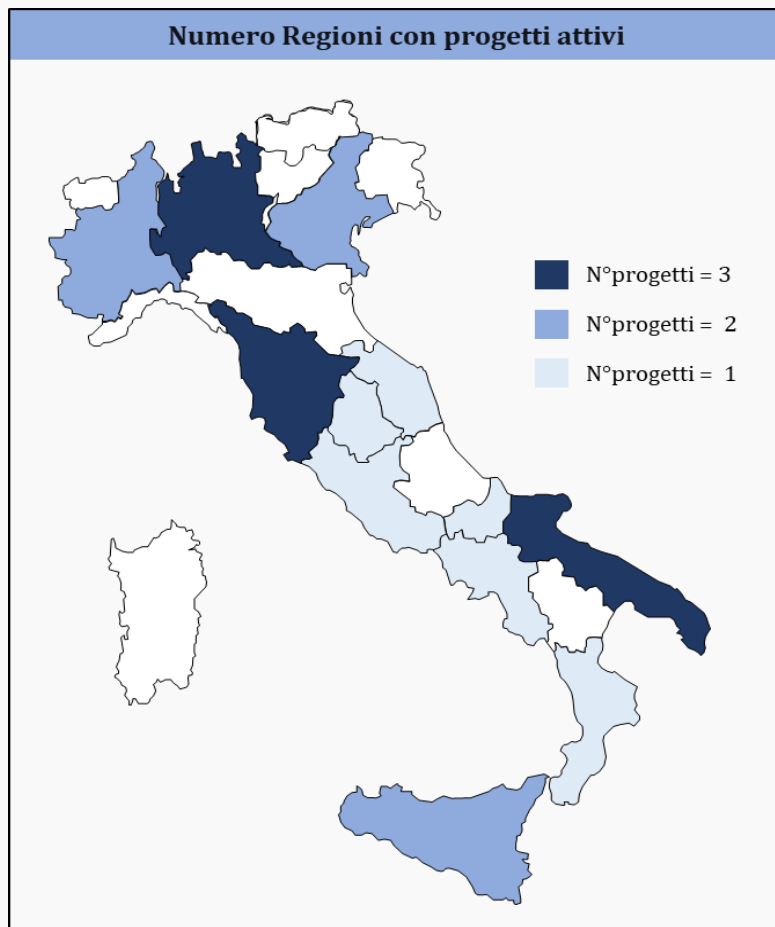 Numero Regioni con progetti attivi
N°progetti = 3
N°progetti = 2
N°progetti = 1